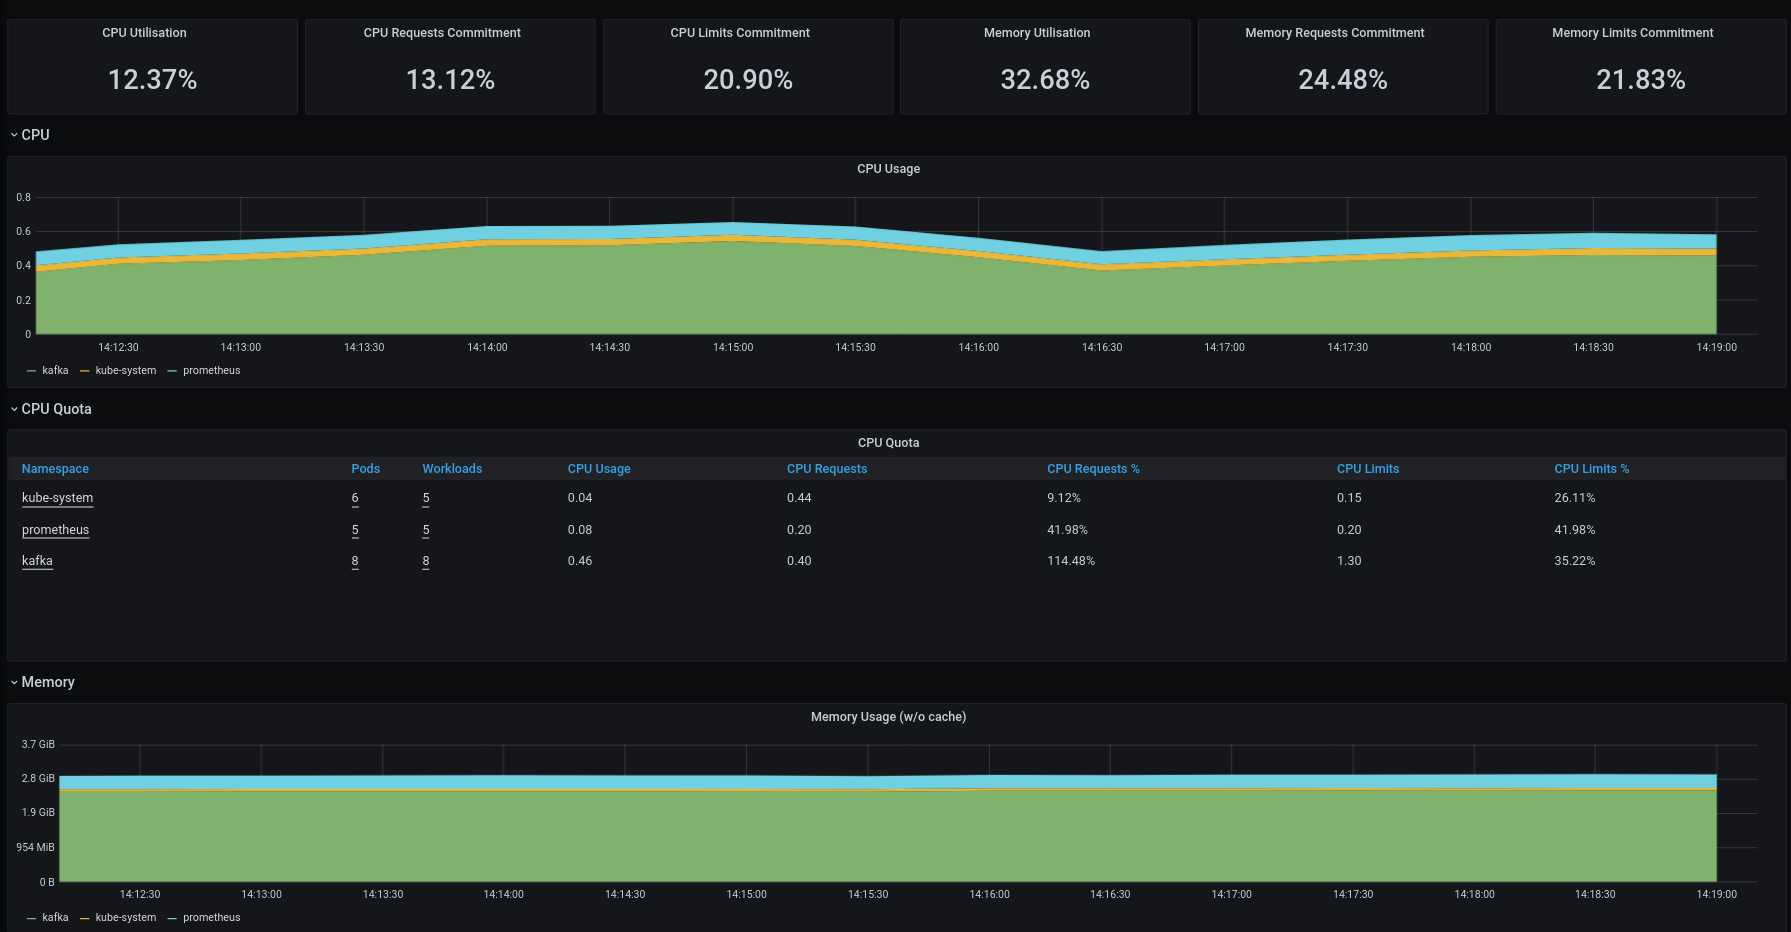 CPU Utilisation CPU Requests Commitment CPU Limits Commitment Memory Utilisation Memory Requests Commitment Memory Limits Commitment
12.37% 13.12% 20.90% 32.68% 24.48% 21.83%
CPU
CPU Usage
0.8
0.6
0.4
0.2
0
14:12:30 14:13:00 14:13:30 14:14:00 14:14:30 14:15:00 14:15:30 14:16:00 14:16:30 14:17:00 14:17:30 14:18:00 14:18:30 14:19:00
kafka kube-system prometheus
CPU Quota
CPU Quota
Namespace Pods Workloads CPU Usage CPU Requests CPU Requests % CPU Limits CPU Limits %
kube-system 6 5 0.04 0.44 9.12% 0.15 26.11%
prometheus 5 5 0.08 0.20 41.98% 0.20 41.98%
kafka 8 8 0.46 0.40 114.48% 1.30 35.22%
Memory
Memory Usage (w/o cache)
3.7 GiB
2.8 GiB
1.9 GiB
954 MiB
0 B
14:12:30 14:13:00 14:13:30 14:14:00 14:14:30 14:15:00 14:15:30 14:16:00 14:16:30 14:17:00 14:17:30 14:18:00 14:18:30 14:19:00
kafka kube-system prometheus